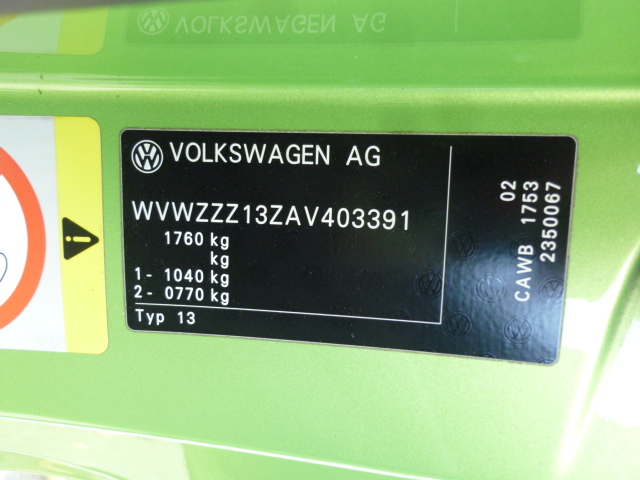 VOLKSWAGEN AG
WVWZZZ13ZAV403391
1760 kg
kg
1- 1040 kg
2- 0770 kg
Typ 13
02
CAWB 1753
2350067
VOLKSWAGEN AG